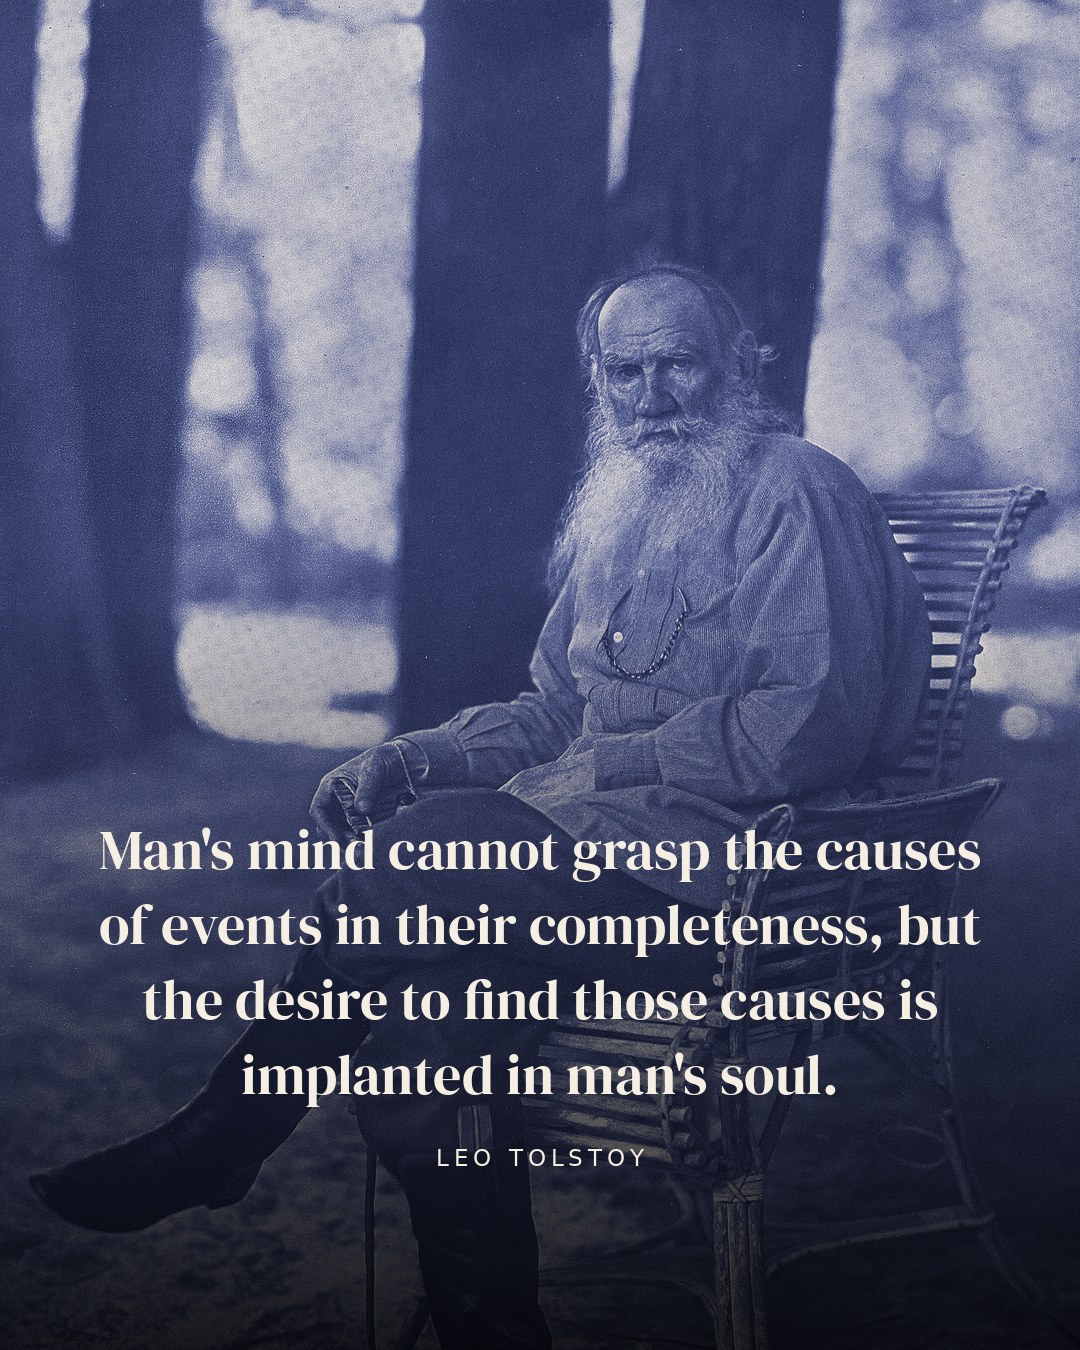 Man's mind cannot grasp the causes
of events in their completeness, but
the desire to find those causes is
implanted in man's soul.
LEO TOLSTOY